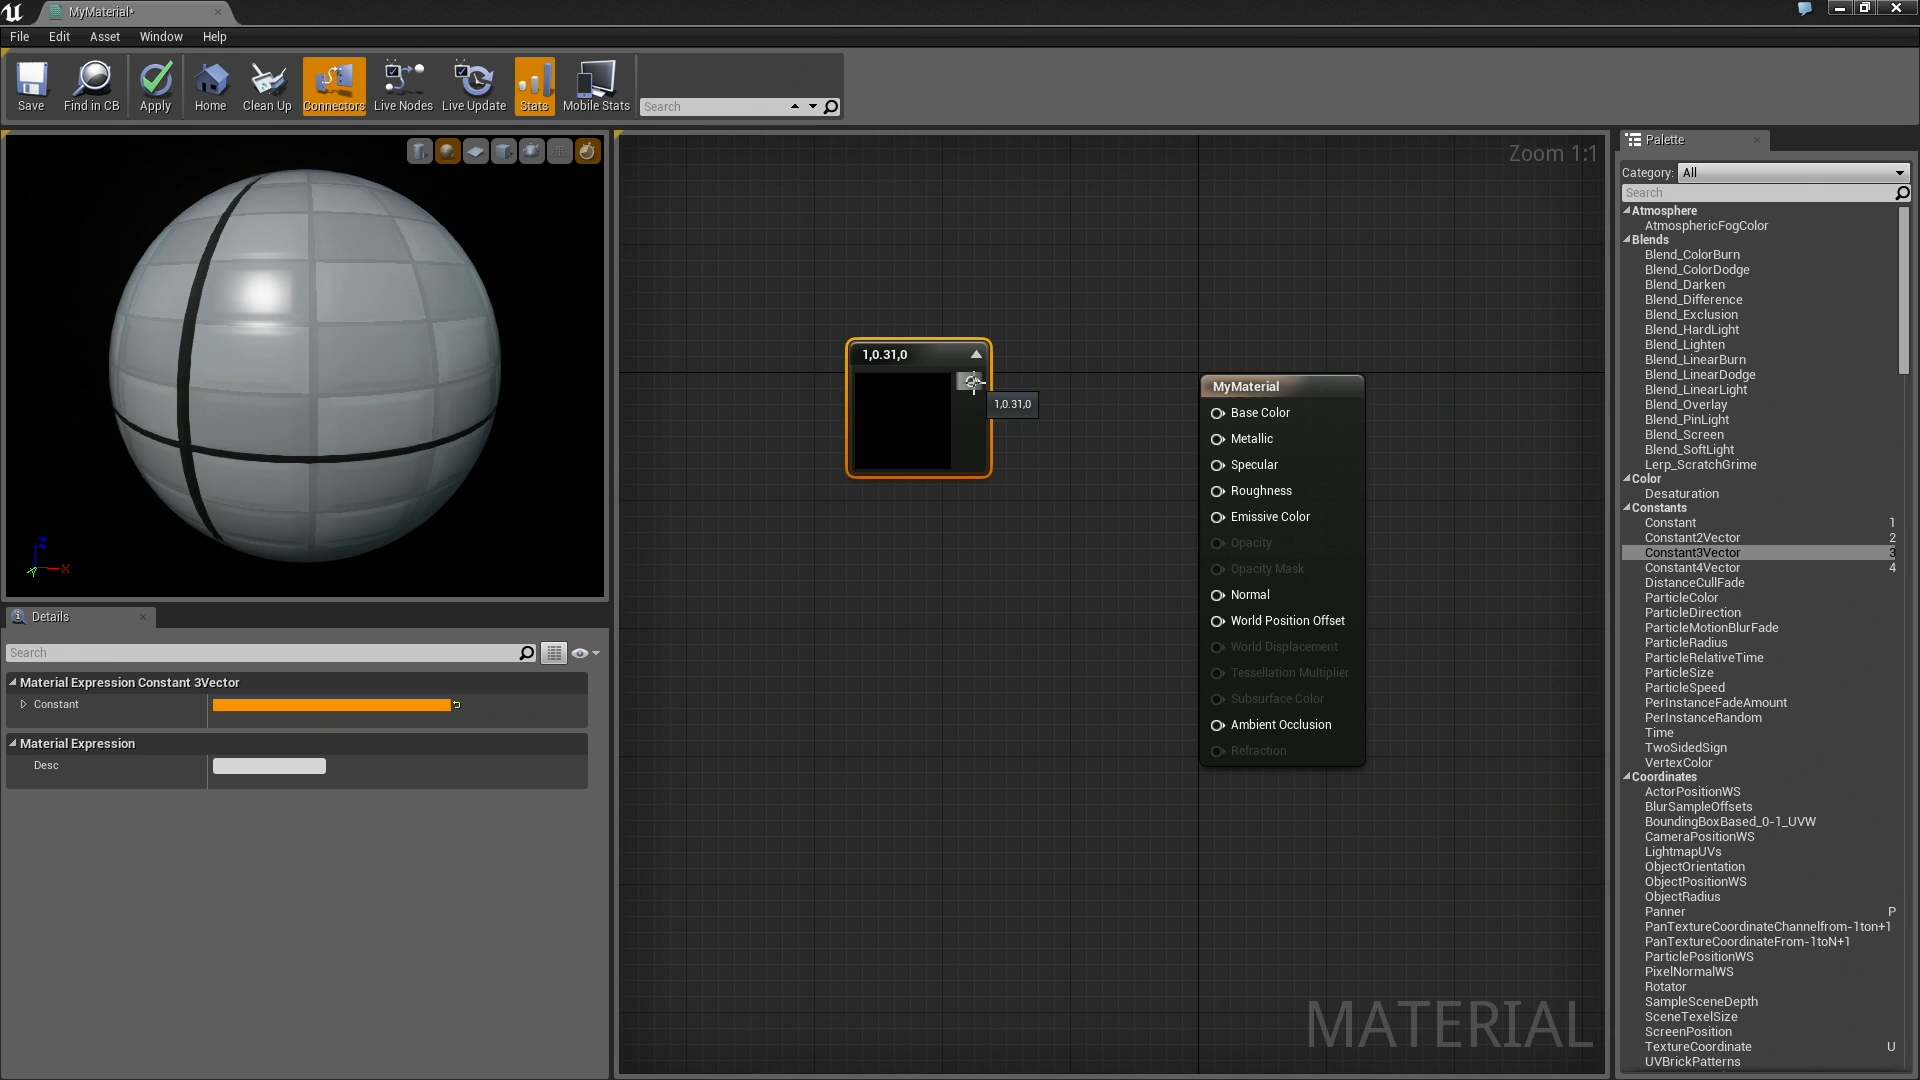 MyMaterial*
File Edit Asset Window Help
Save Find in CB Apply Home Clean Up Connectors Live Nodes Live Update Stats Mobile Stats Search
Zoom 1:1
1,0.31,0
1,0.31,0
MyMaterial
Base Color
Metallic
Specular
Roughness
Emissive Color
Opacity
Opacity Mask
Normal
World Position Offset
World Displacement
Tessellation Multiplier
Subsurface Color
Ambient Occlusion
Refraction
MATERIAL
Z
X
Y
Details
Search
Material Expression Constant 3Vector
Constant
Material Expression
Desc
Palette
Category: All
Search
Atmosphere
AtmosphericFogColor
Blends
Blend_ColorBurn
Blend_ColorDodge
Blend_Darken
Blend_Difference
Blend_Exclusion
Blend_HardLight
Blend_Lighten
Blend_LinearBurn
Blend_LinearDodge
Blend_LinearLight
Blend_Overlay
Blend_PinLight
Blend_Screen
Blend_SoftLight
Lerp_ScratchGrime
Color
Desaturation
Constants
Constant 1
Constant2Vector 2
Constant3Vector 3
Constant4Vector 4
DistanceCullFade
ParticleColor
ParticleDirection
ParticleMotionBlurFade
ParticleRadius
ParticleRelativeTime
ParticleSize
ParticleSpeed
PerInstanceFadeAmount
PerInstanceRandom
Time
TwoSidedSign
VertexColor
Coordinates
ActorPositionWS
BlurSampleOffsets
BoundingBoxBased_0-1_UVW
CameraPositionWS
LightmapUVs
ObjectOrientation
ObjectPositionWS
ObjectRadius
Panner P
PanTextureCoordinateChannelfrom-1ton+1
PanTextureCoordinateFrom-1toN+1
ParticlePositionWS
PixelNormalWS
Rotator
SampleSceneDepth
SceneTexelSize
ScreenPosition
TextureCoordinate U
UVBrickPatterns